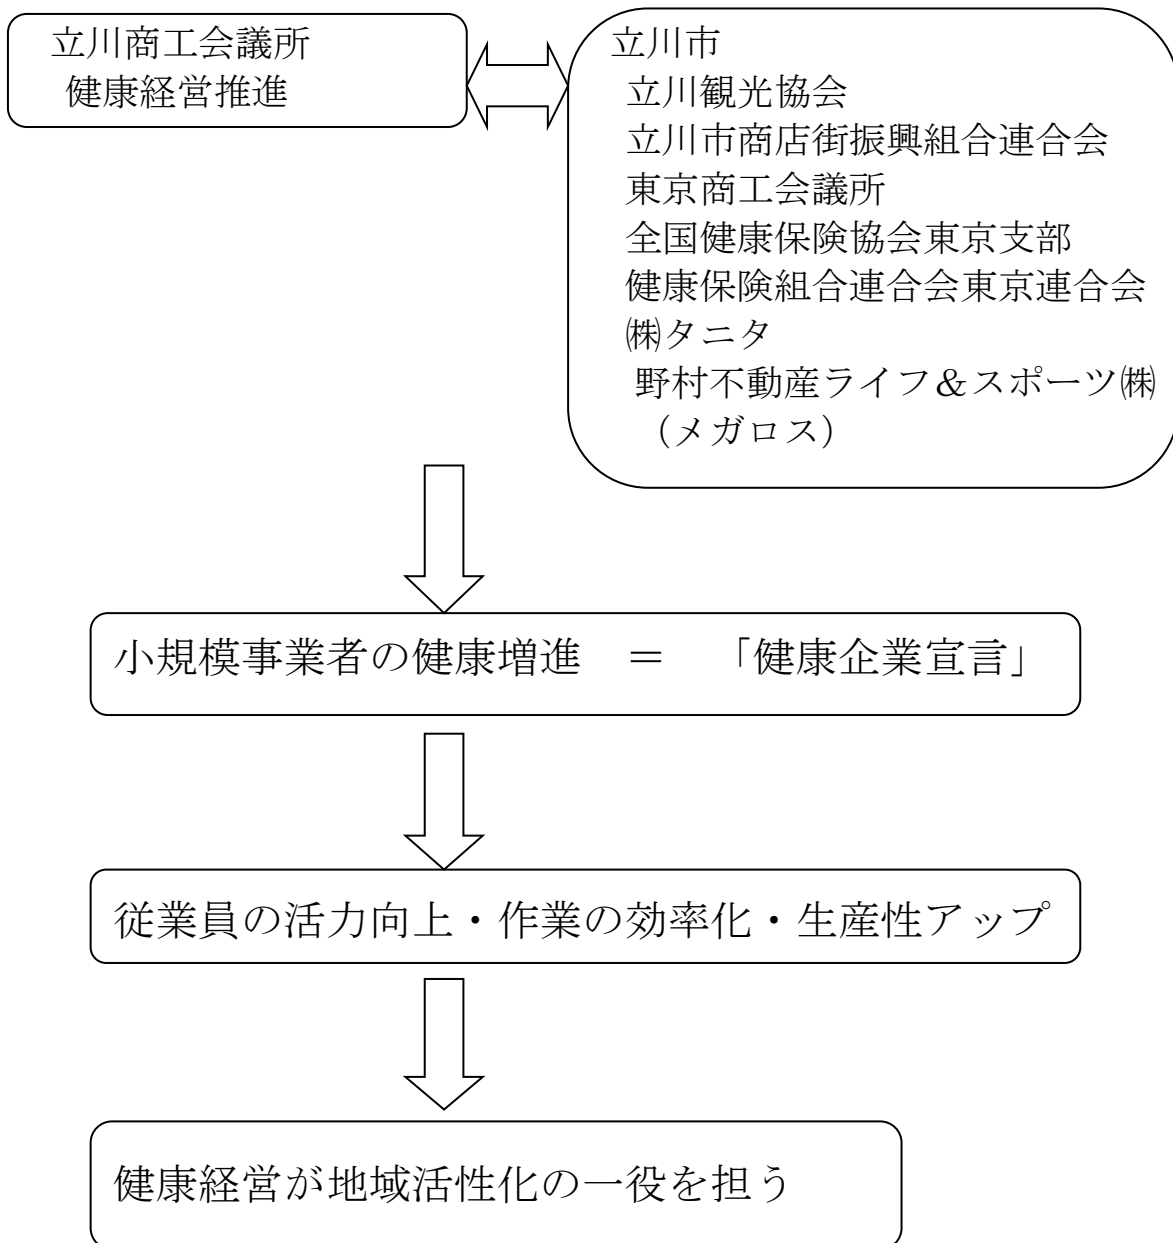 立川商工会議所
健康経営推進
立川市
立川観光協会
立川市商店街振興組合連合会
東京商工会議所
全国健康保険協会東京支部
健康保険組合連合会東京連合会
㈱タニタ
野村不動産ライフ＆スポーツ㈱
（メガロス）
小規模事業者の健康増進　＝　「健康企業宣言」
従業員の活力向上・作業の効率化・生産性アップ
健康経営が地域活性化の一役を担う